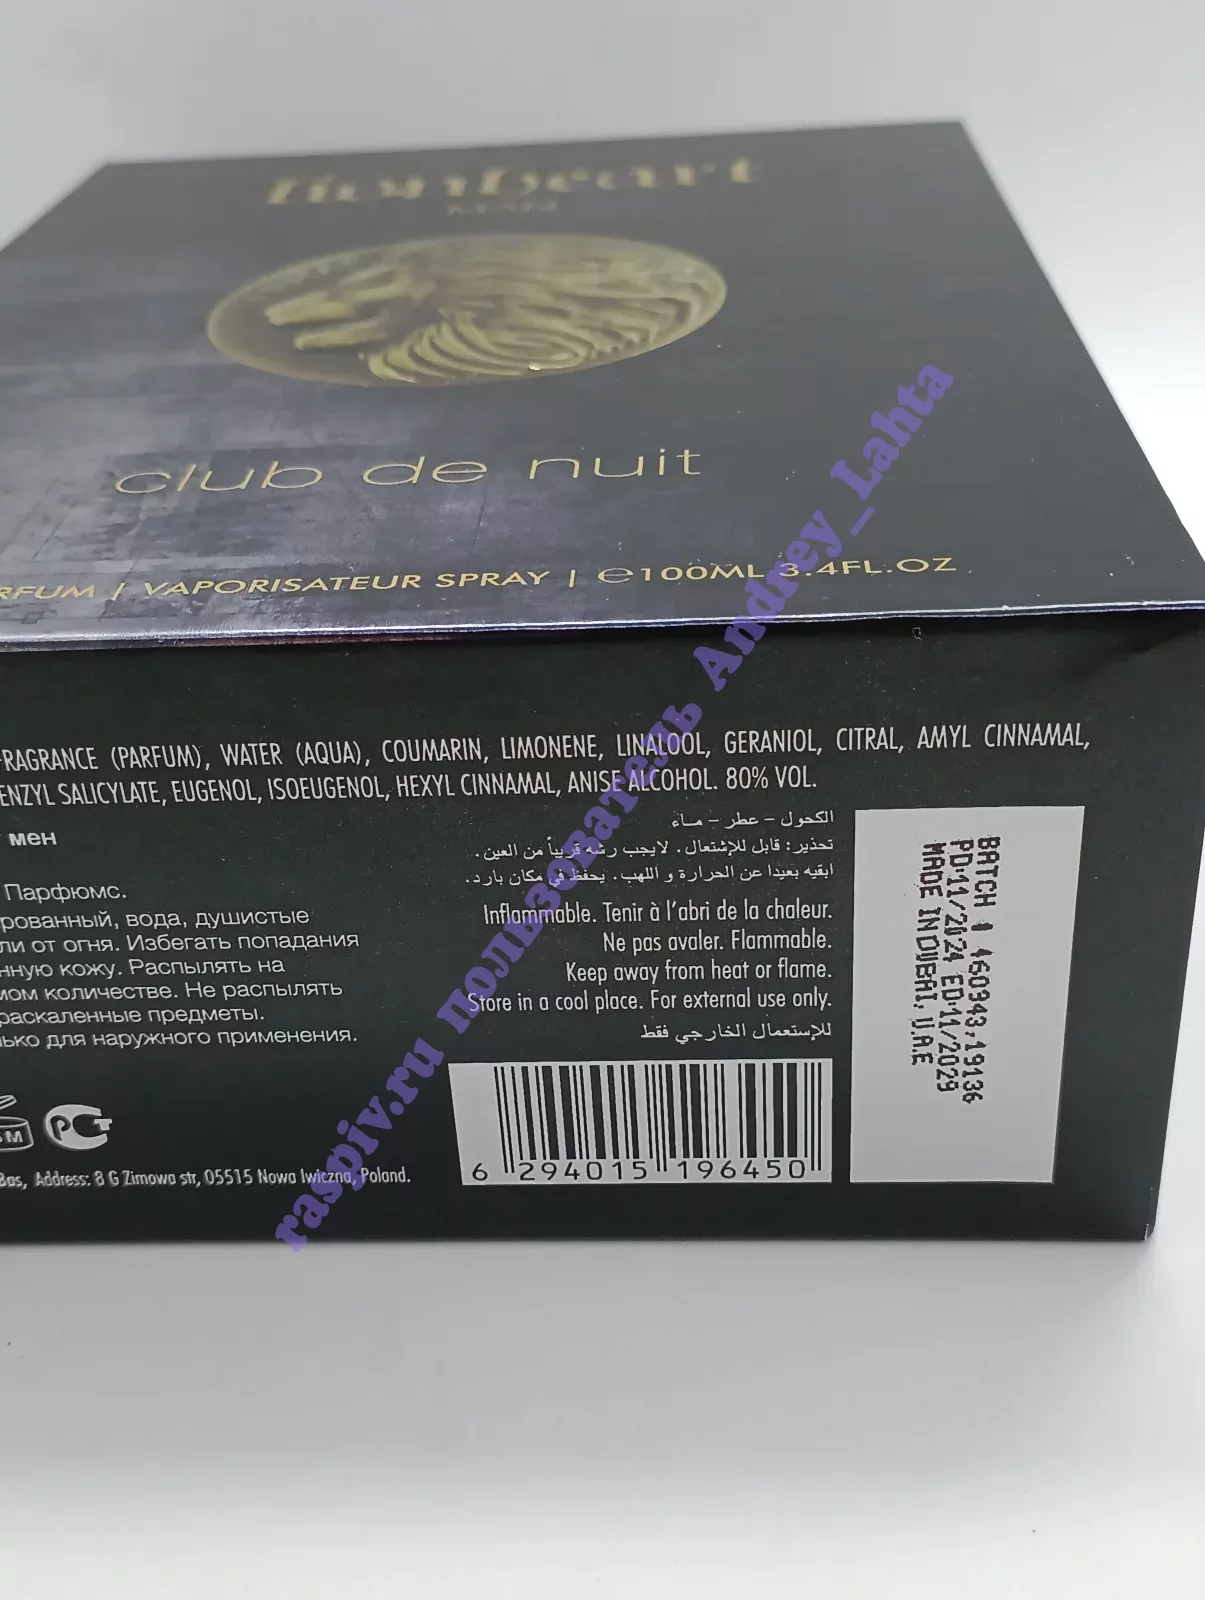 lionheart
MAN
club de nuit
RFUM / VAPORISATEUR SPRAY | ℮100ML 3.4FL.OZ
RAGRANCE (PARFUM), WATER (AQUA), COUMARIN, LIMONENE, LINALOOL, GERANIOL, CITRAL, AMYL CINNAMAL,
ENZYL SALICYLATE, EUGENOL, ISOEUGENOL, HEXYL CINNAMAL, ANISE ALCOHOL. 80% VOL.
мен
Парфюмс.
рованный, вода, душистые
ли от огня. Избегать попадания
нную кожу. Распылять на
мом количестве. Не распылять
раскаленные предметы.
ько для наружного применения.
الكحول - عطر - ماء
تحذير: قابل للإشتعال. لايجب رشه قريباً من العين.
ابقيه بعيدا عن الحرارة و اللهب. يحفظ في مكان بارد.
Inflammable. Tenir à l'abri de la chaleur.
Ne pas avaler. Flammable.
Keep away from heat or flame.
Store in a cool place. For external use only.
للإستعمال الخارجي فقط
BATCH # 460943,19136
PD:11/2024 ED:11/2029
MADE IN DUBAI, U.A.E
M
РСТ
Bas, Address: 8 G Zimowa str, 05515 Nowa Iwiczna, Poland.
6 294015 196450
raspiv.ru пользователь Andrey_Lahta